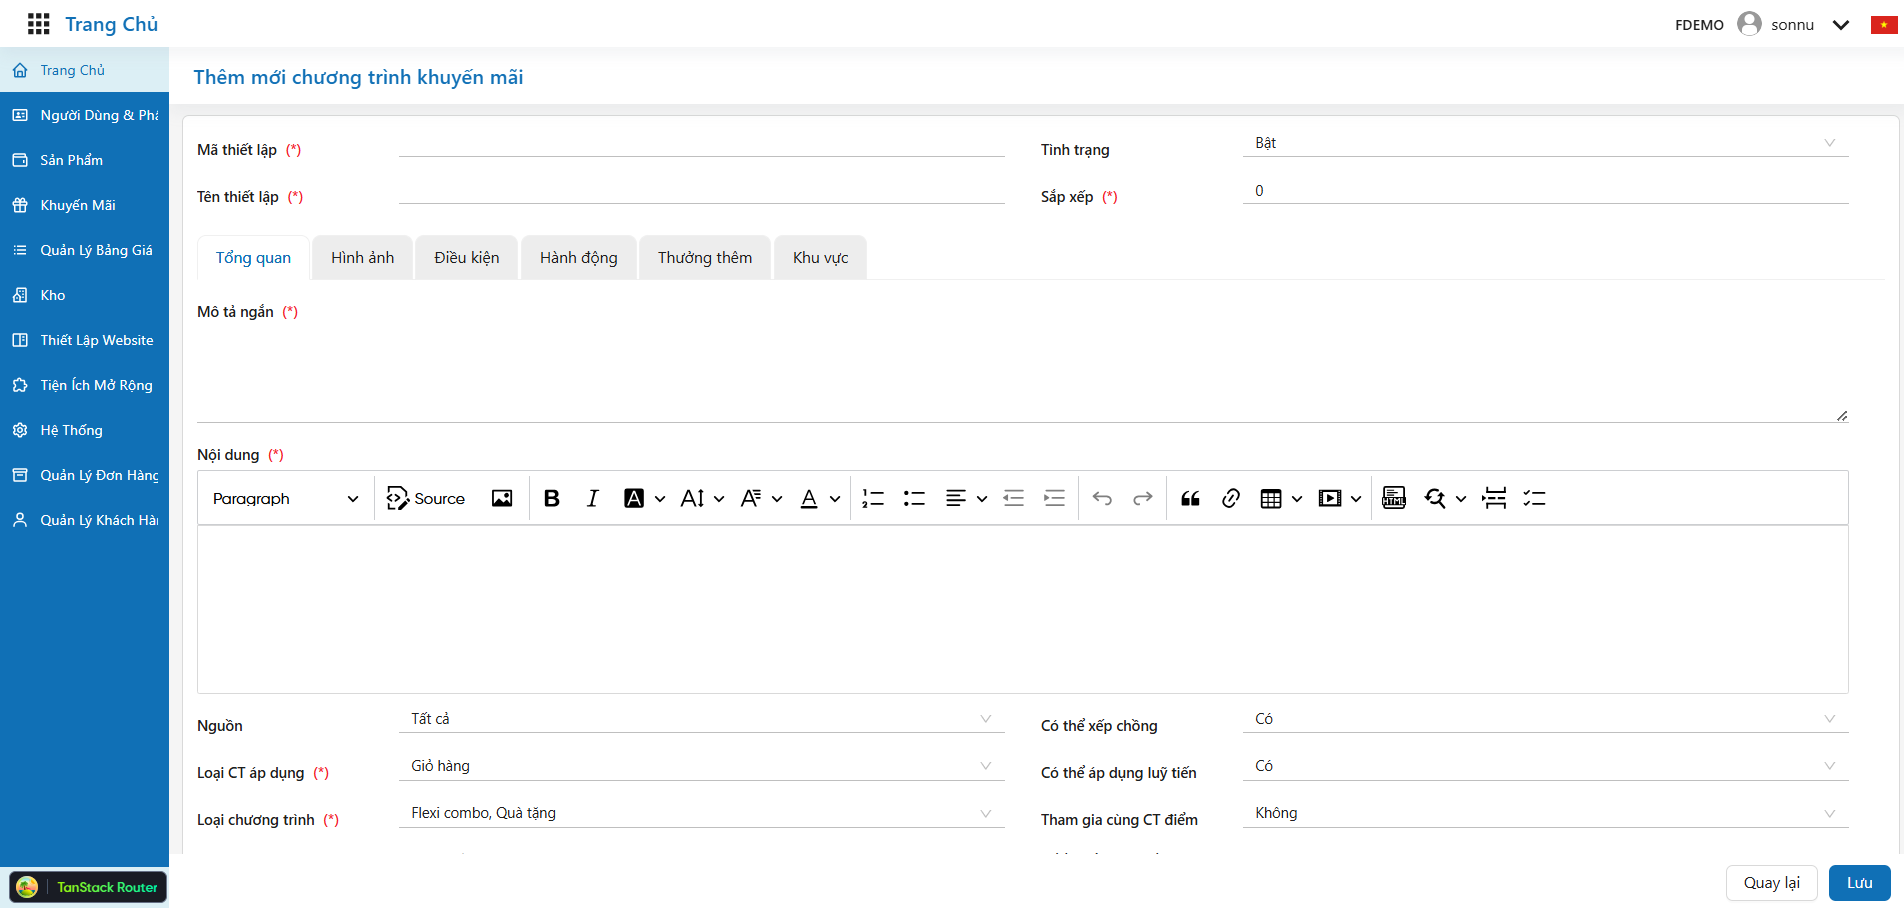 Trang Chủ
FDEMO
sonnu
Trang Chủ
Người Dùng & Phâ
Sản Phẩm
Khuyến Mãi
Quản Lý Bảng Giá
Kho
Thiết Lập Website
Tiện Ích Mở Rộng
Hệ Thống
Quản Lý Đơn Hàng
Quản Lý Khách Hàn
TanStack Router
Thêm mới chương trình khuyến mãi
Mã thiết lập (*)
Tình trạng
Bật
Tên thiết lập (*)
Sắp xếp (*)
0
Tổng quan
Hình ảnh
Điều kiện
Hành động
Thưởng thêm
Khu vực
Mô tả ngắn (*)
Nội dung (*)
Paragraph
Source
Nguồn
Tất cả
Có thể xếp chồng
Có
Loại CT áp dụng (*)
Giỏ hàng
Có thể áp dụng luỹ tiến
Có
Loại chương trình (*)
Flexi combo, Quà tặng
Tham gia cùng CT điểm
Không
Quay lại
Lưu